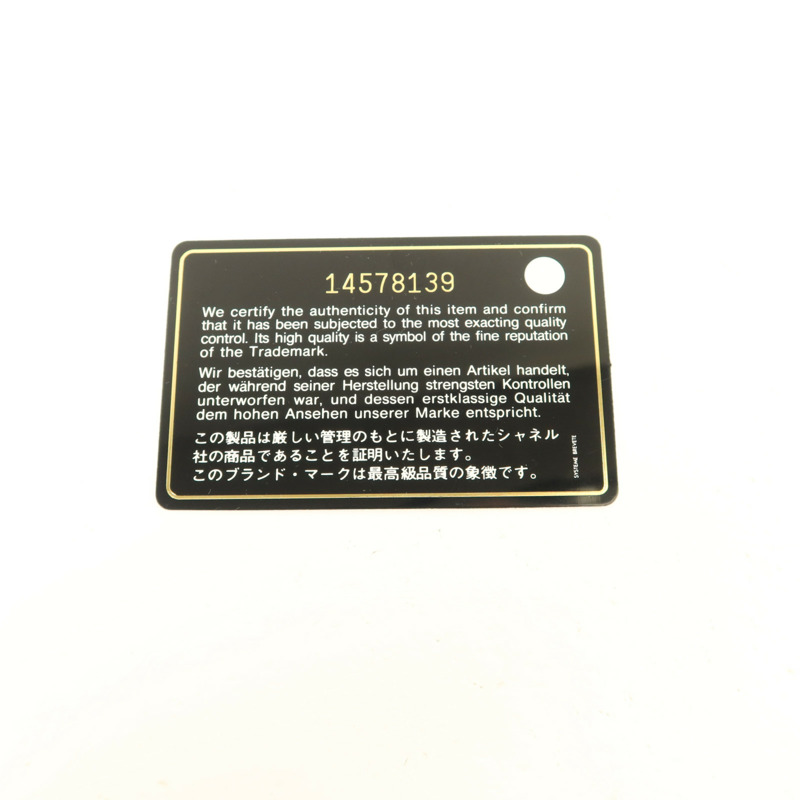 14578139
We certify the authenticity of this item and confirm
that it has been subjected to the most exacting quality
control. Its high quality is a symbol of the fine reputation
of the Trademark.
Wir bestätigen, dass es sich um einen Artikel handelt,
der während seiner Herstellung strengsten Kontrollen
unterworfen war, und dessen erstklassige Qualität
dem hohen Ansehen unserer Marke entspricht.
この製品は厳しい管理のもとに製造されたシャネル
社の商品であることを証明いたします。
このブランド・マークは最高級品質の象徴です。
SYSTEME BREVETE